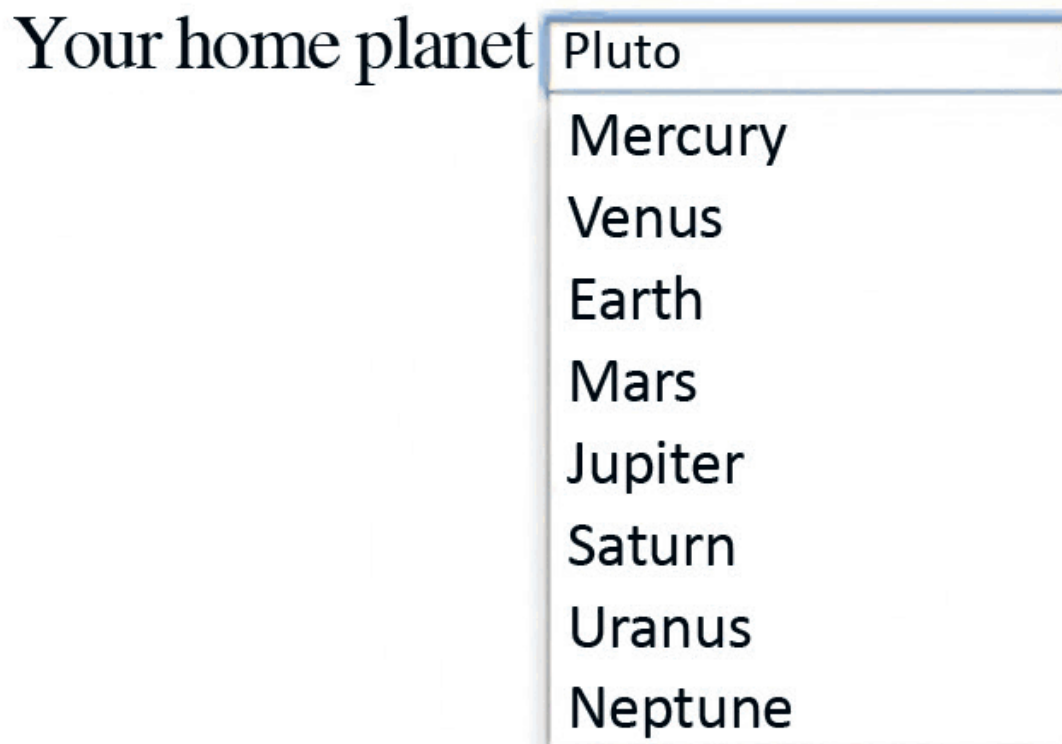 Your home planet Pluto
Mercury
Venus
Earth
Mars
Jupiter
Saturn
Uranus
Neptune